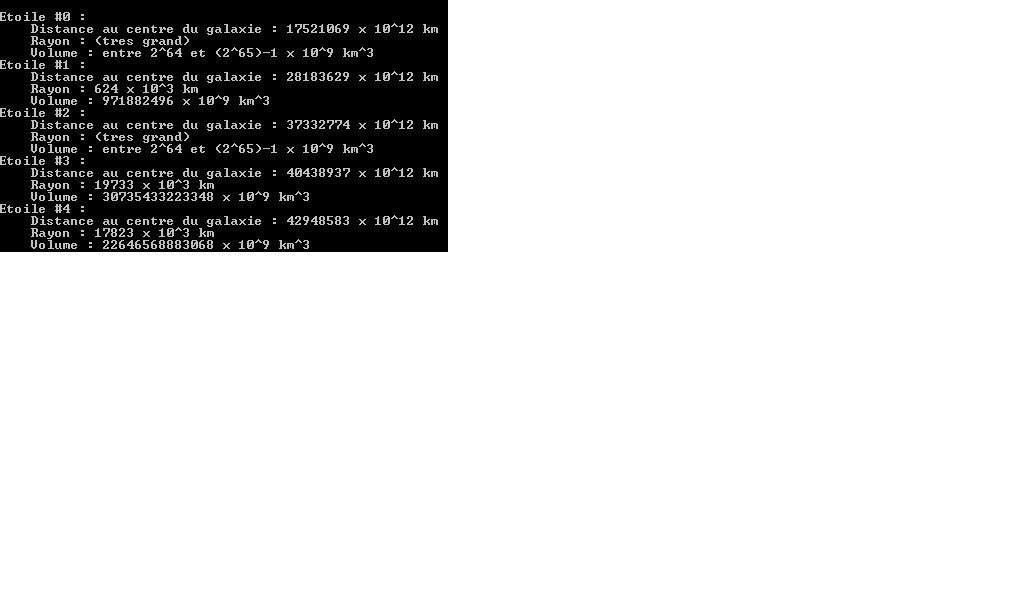 Etoile #0 :
Distance au centre du galaxie : 17521069 x 10^12 km
Rayon : (tres grand)
Volume : entre 2^64 et (2^65)-1 x 10^9 km^3
Etoile #1 :
Distance au centre du galaxie : 28183629 x 10^12 km
Rayon : 624 x 10^3 km
Volume : 971882496 x 10^9 km^3
Etoile #2 :
Distance au centre du galaxie : 37332774 x 10^12 km
Rayon : (tres grand)
Volume : entre 2^64 et (2^65)-1 x 10^9 km^3
Etoile #3 :
Distance au centre du galaxie : 40438937 x 10^12 km
Rayon : 19733 x 10^3 km
Volume : 30735433223348 x 10^9 km^3
Etoile #4 :
Distance au centre du galaxie : 42948583 x 10^12 km
Rayon : 17823 x 10^3 km
Volume : 22646568883068 x 10^9 km^3